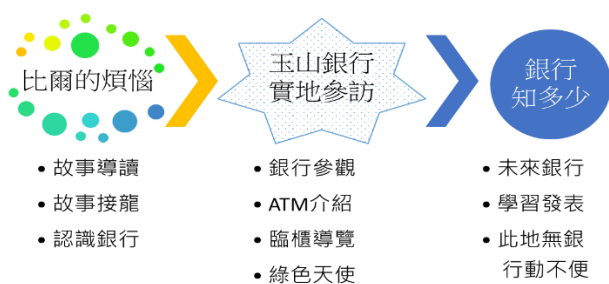 比爾的煩惱
玉山銀行
實地參訪
銀行
知多少
• 故事導讀
• 故事接龍
• 認識銀行
• 銀行參觀
• ATM介紹
• 臨櫃導覽
• 綠色天使
• 未來銀行
• 學習發表
• 此地無銀
行動不便